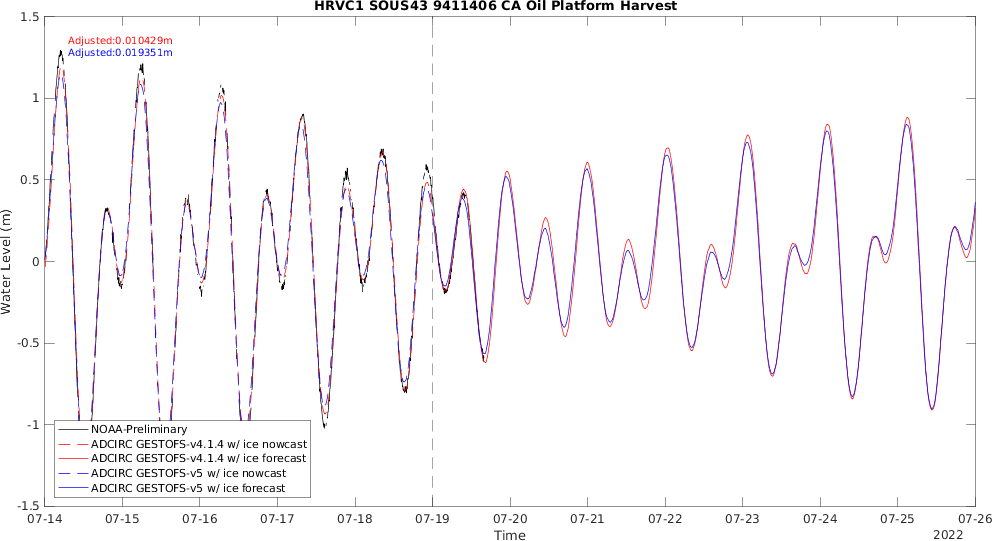 HRVC1 SOUS43 9411406 CA Oil Platform Harvest
Adjusted:0.010429m
Adjusted:0.019351m
Water Level (m)
1.5
1
0.5
0
-0.5
-1
-1.5
NOAA-Preliminary
ADCIRC GESTOFS-v4.1.4 w/ ice nowcast
ADCIRC GESTOFS-v4.1.4 w/ ice forecast
ADCIRC GESTOFS-v5 w/ ice nowcast
ADCIRC GESTOFS-v5 w/ ice forecast
07-14 07-15 07-16 07-17 07-18 07-19 07-20 07-21 07-22 07-23 07-24 07-25 07-26
Time
2022